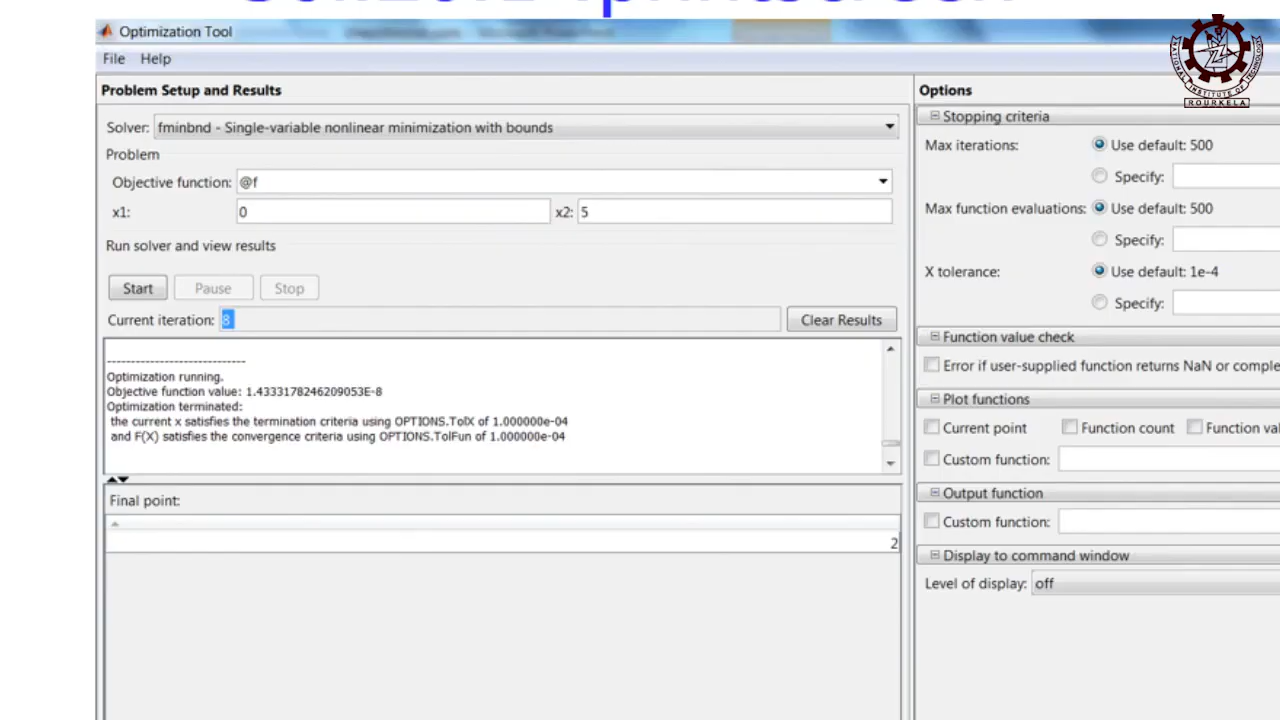 Optimization Tool
File Help
Problem Setup and Results
Solver: fminbnd - Single-variable nonlinear minimization with bounds
Problem
Objective function: @f
x1: 0 x2: 5
Run solver and view results
Start Pause Stop
Current iteration: 8 Clear Results
-----------------------------
Optimization running.
Objective function value: 1.4333178246209053E-8
Optimization terminated:
the current x satisfies the termination criteria using OPTIONS.TolX of 1.000000e-04
and F(X) satisfies the convergence criteria using OPTIONS.TolFun of 1.000000e-04
Final point:
2
Options
Stopping criteria
Max iterations: Use default: 500
Specify:
Max function evaluations: Use default: 500
Specify:
X tolerance: Use default: 1e-4
Specify:
Function value check
Error if user-supplied function returns NaN or comple
Plot functions
Current point Function count Function val
Custom function:
Output function
Custom function:
Display to command window
Level of display: off
NATIONAL INSTITUTE OF TECHNOLOGY
ROURKELA